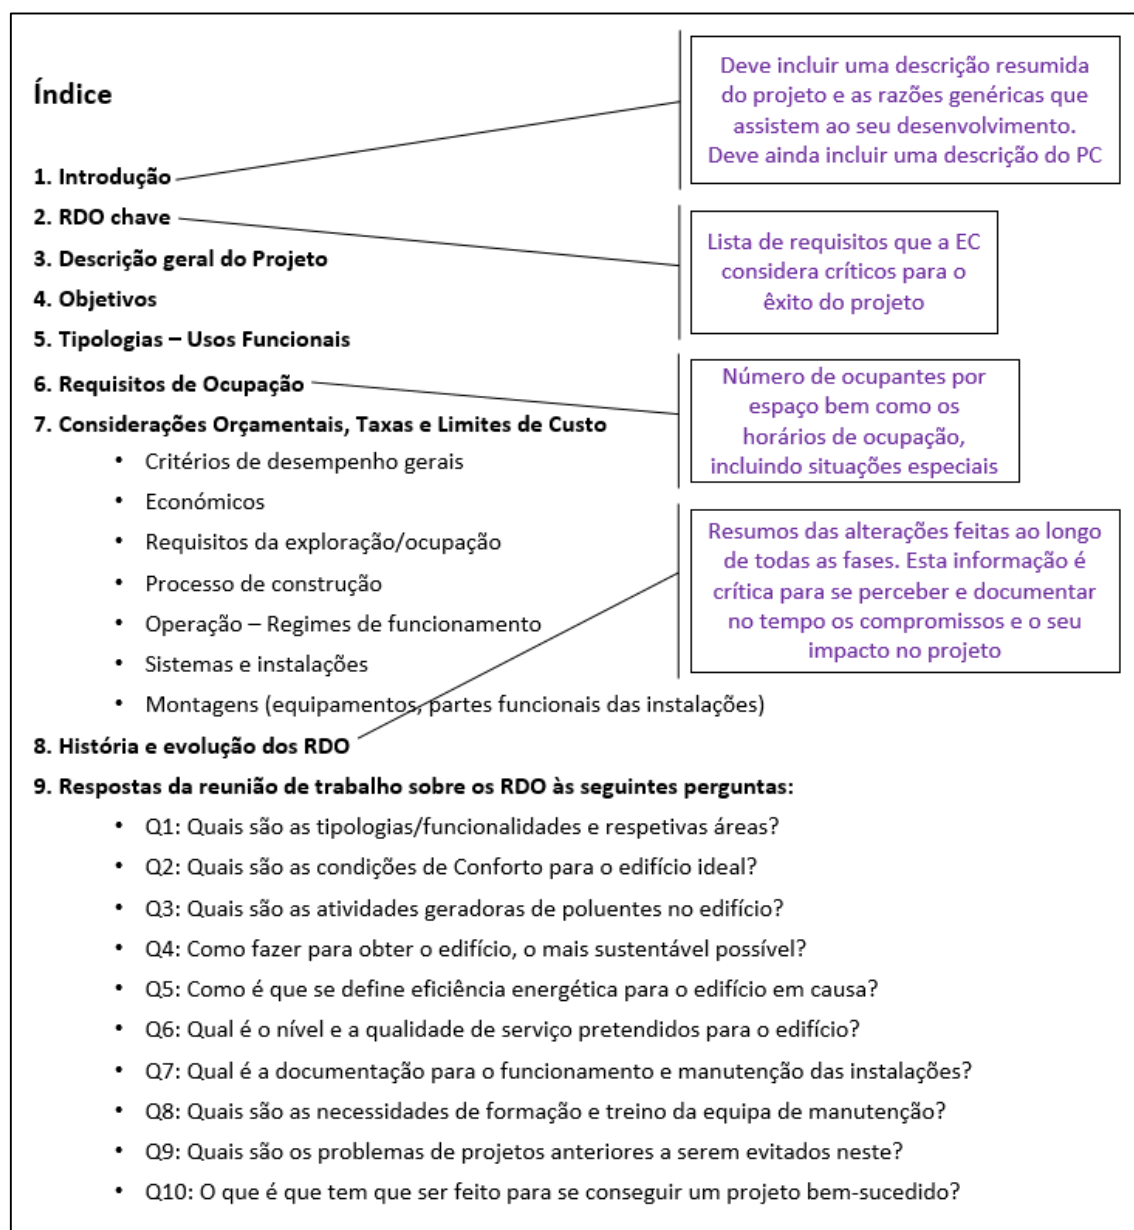 Índice
1. Introdução
2. RDO chave
3. Descrição geral do Projeto
4. Objetivos
5. Tipologias – Usos Funcionais
6. Requisitos de Ocupação
7. Considerações Orçamentais, Taxas e Limites de Custo
• Critérios de desempenho gerais
• Económicos
• Requisitos da exploração/ocupação
• Processo de construção
• Operação – Regimes de funcionamento
• Sistemas e instalações
• Montagens (equipamentos, partes funcionais das instalações)
8. História e evolução dos RDO
9. Respostas da reunião de trabalho sobre os RDO às seguintes perguntas:
• Q1: Quais são as tipologias/funcionalidades e respetivas áreas?
• Q2: Quais são as condições de Conforto para o edifício ideal?
• Q3: Quais são as atividades geradoras de poluentes no edifício?
• Q4: Como fazer para obter o edifício, o mais sustentável possível?
• Q5: Como é que se define eficiência energética para o edifício em causa?
• Q6: Qual é o nível e a qualidade de serviço pretendidos para o edifício?
• Q7: Qual é a documentação para o funcionamento e manutenção das instalações?
• Q8: Quais são as necessidades de formação e treino da equipa de manutenção?
• Q9: Quais são os problemas de projetos anteriores a serem evitados neste?
• Q10: O que é que tem que ser feito para se conseguir um projeto bem-sucedido?
Deve incluir uma descrição resumida
do projeto e as razões genéricas que
assistem ao seu desenvolvimento.
Deve ainda incluir uma descrição do PC
Lista de requisitos que a EC
considera críticos para o
êxito do projeto
Número de ocupantes por
espaço bem como os
horários de ocupação,
incluindo situações especiais
Resumos das alterações feitas ao longo
de todas as fases. Esta informação é
crítica para se perceber e documentar
no tempo os compromissos e o seu
impacto no projeto